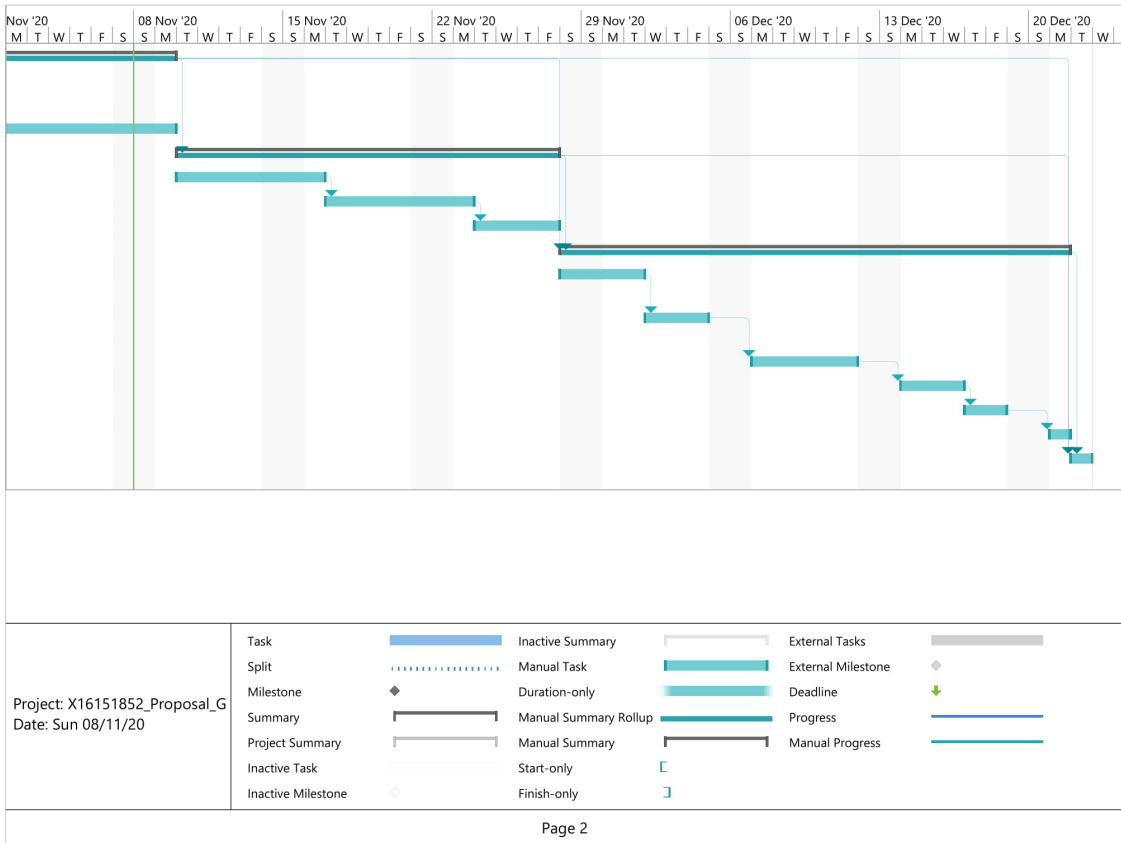 Nov '20 08 Nov '20 15 Nov '20 22 Nov '20 29 Nov '20 06 Dec '20 13 Dec '20 20 Dec '20
M T W T F S S M T W T F S S M T W T F S S M T W T F S S M T W T F S S M T W T F S S M T W T F S S M T W
Task Inactive Summary External Tasks
Split Manual Task External Milestone
Milestone Duration-only Deadline
Project: X16151852_Proposal_G
Date: Sun 08/11/20
Summary Manual Summary Rollup Progress
Project Summary Manual Summary Manual Progress
Inactive Task Start-only
Inactive Milestone Finish-only
Page 2